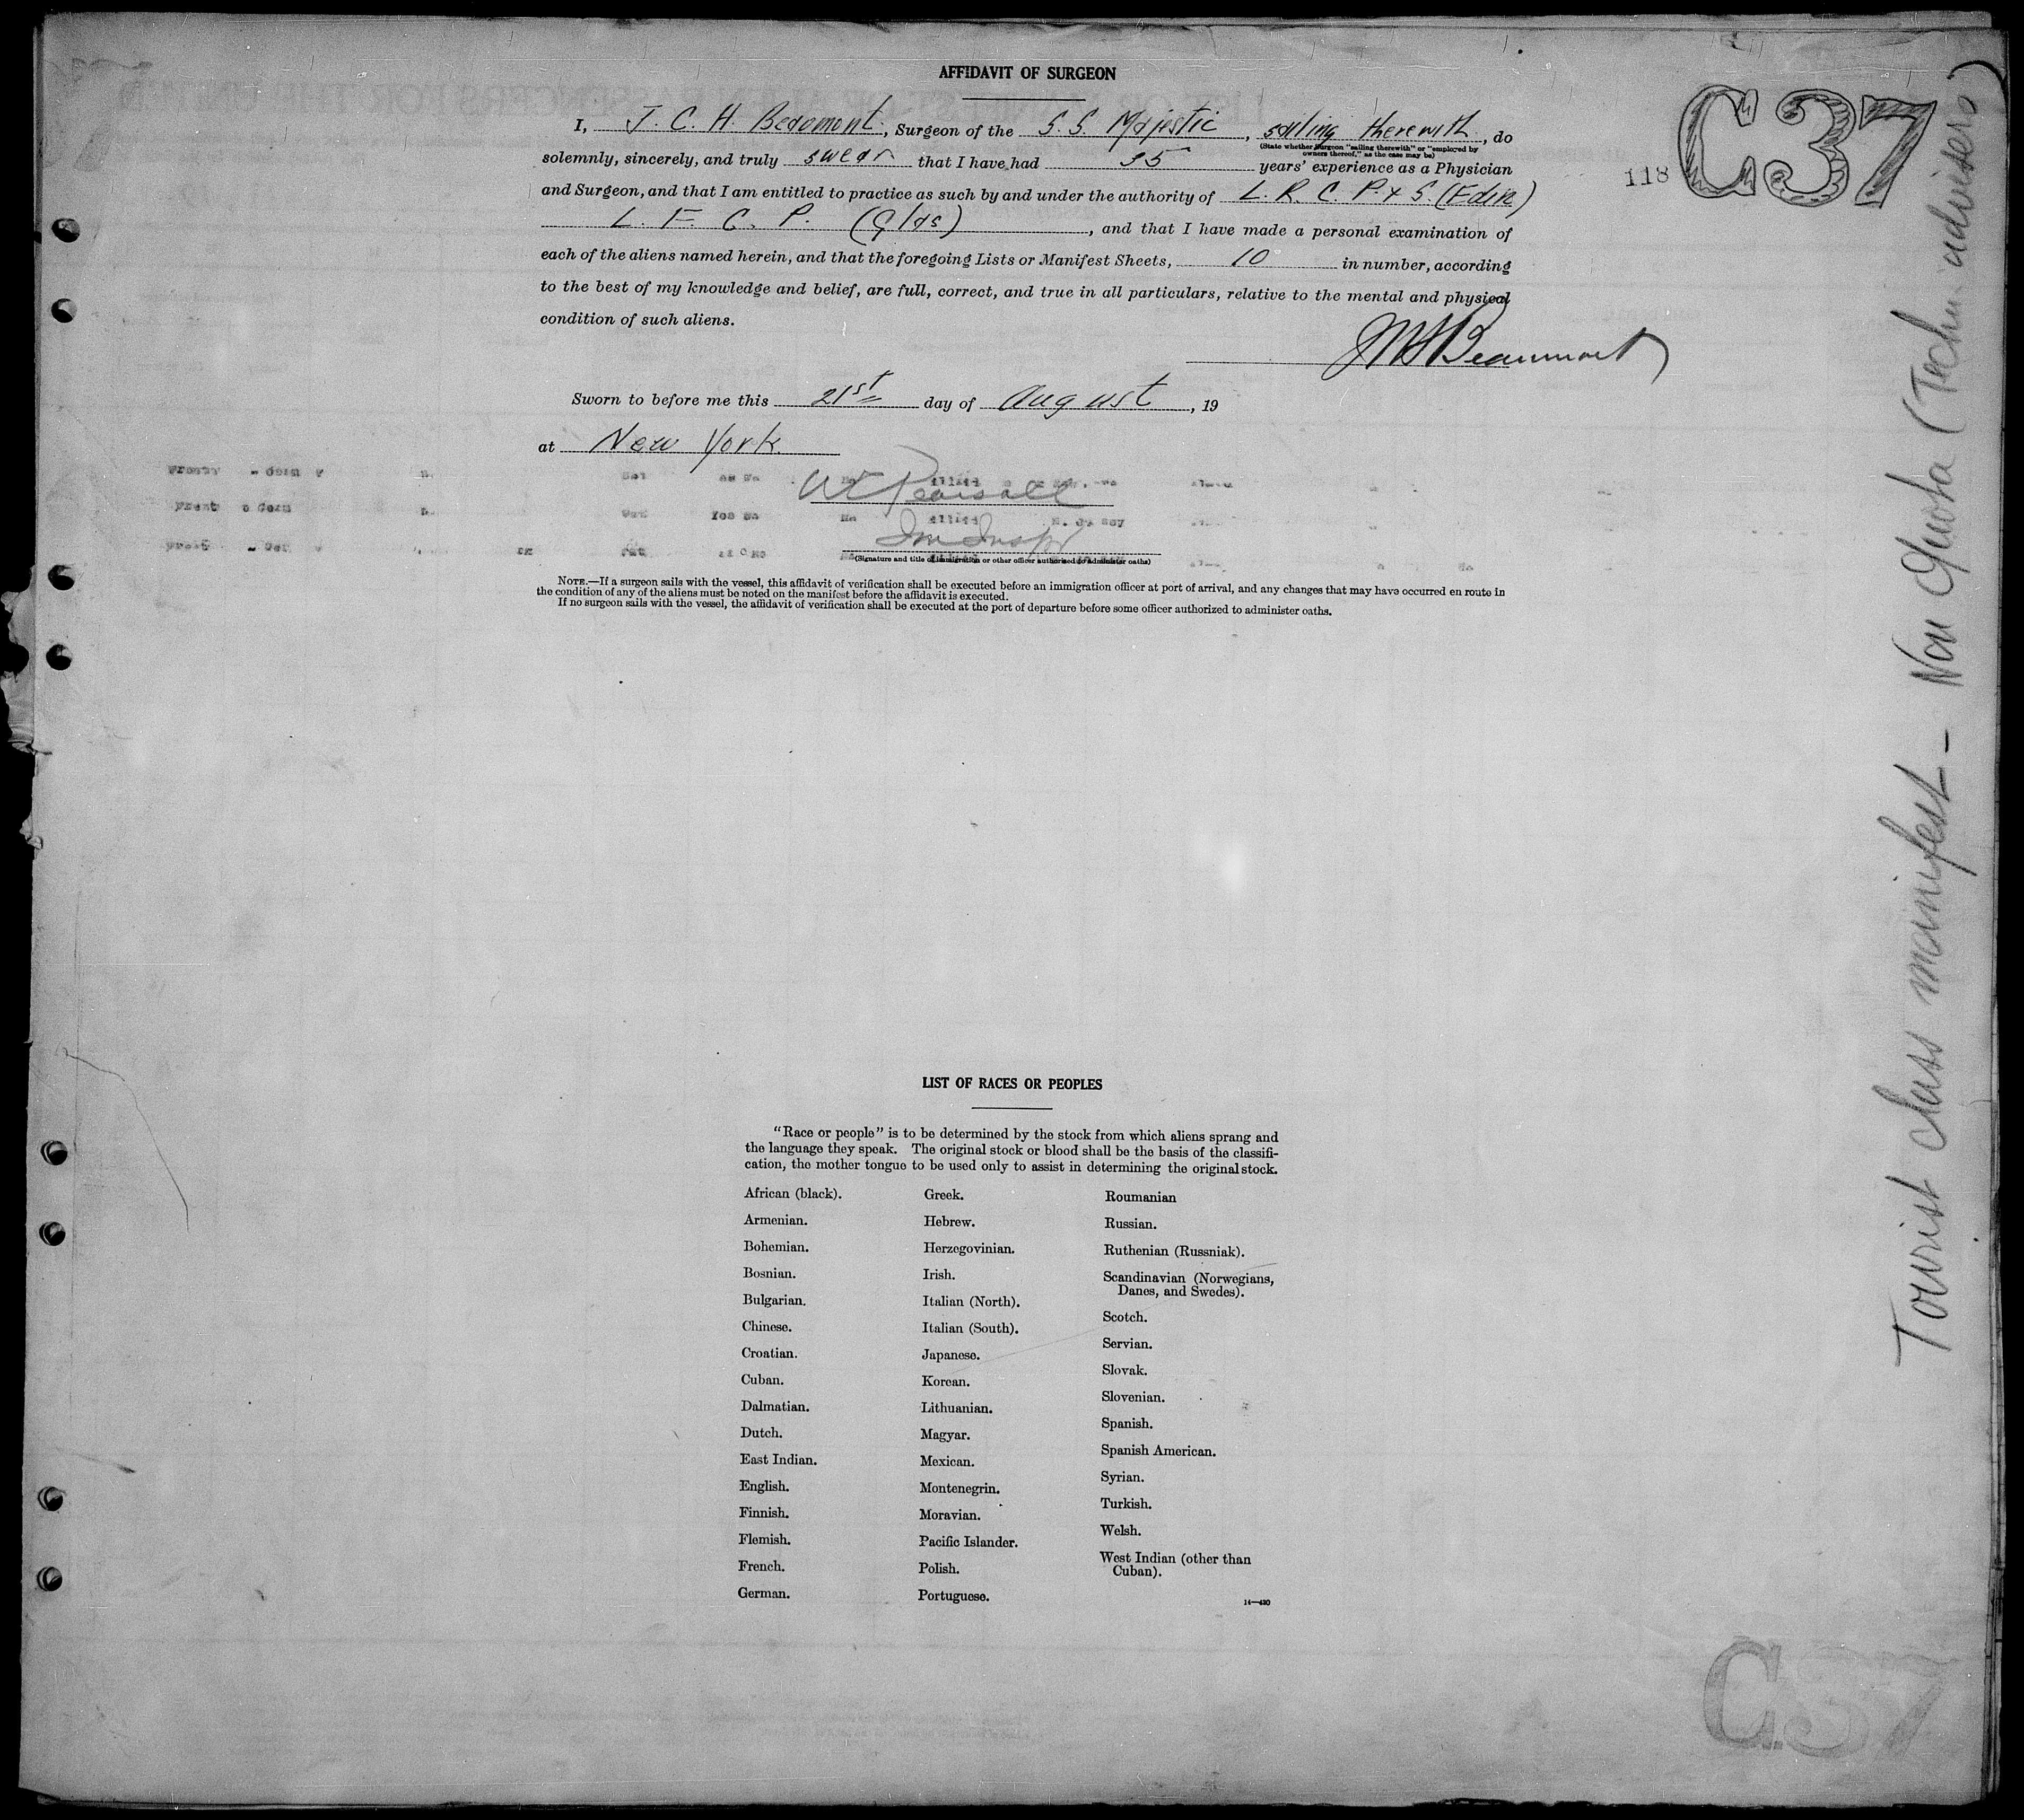 AFFIDAVIT OF SURGEON
C37
118
I, J. C. H. Beaumont, Surgeon of the S. S. Majestic, sailing therewith, do
(State whether Surgeon "sailing therewith" or "employed by
owners thereof," as the case may be)
solemnly, sincerely, and truly swear that I have had 35 years' experience as a Physician
and Surgeon, and that I am entitled to practice as such by and under the authority of L. R. C. P. & S. (Edin)
L. F. C. P. (Glas), and that I have made a personal examination of
each of the aliens named herein, and that the foregoing Lists or Manifest Sheets, 10 in number, according
to the best of my knowledge and belief, are full, correct, and true in all particulars, relative to the mental and physical
condition of such aliens.
JCHBeaumont
Sworn to before me this 21st day of August, 19
at New York.
Pearsall
Im Inspr
(Signature and title of immigration or other officer authorized to administer oaths)
NOTE.—If a surgeon sails with the vessel, this affidavit of verification shall be executed before an immigration officer at port of arrival, and any changes that may have occurred en route in
the condition of any of the aliens must be noted on the manifest before the affidavit is executed.
If no surgeon sails with the vessel, the affidavit of verification shall be executed at the port of departure before some officer authorized to administer oaths.
Tourist class manifest – Non Quota (Techn. advisers)
LIST OF RACES OR PEOPLES
"Race or people" is to be determined by the stock from which aliens sprang and
the language they speak. The original stock or blood shall be the basis of the classifi-
cation, the mother tongue to be used only to assist in determining the original stock.
African (black).
Armenian.
Bohemian.
Bosnian.
Bulgarian.
Chinese.
Croatian.
Cuban.
Dalmatian.
Dutch.
East Indian.
English.
Finnish.
Flemish.
French.
German.
Greek.
Hebrew.
Herzegovinian.
Irish.
Italian (North).
Italian (South).
Japanese.
Korean.
Lithuanian.
Magyar.
Mexican.
Montenegrin.
Moravian.
Pacific Islander.
Polish.
Portuguese.
Roumanian
Russian.
Ruthenian (Russniak).
Scandinavian (Norwegians,
Danes, and Swedes).
Scotch.
Servian.
Slovak.
Slovenian.
Spanish.
Spanish American.
Syrian.
Turkish.
Welsh.
West Indian (other than
Cuban).
14—430
C37